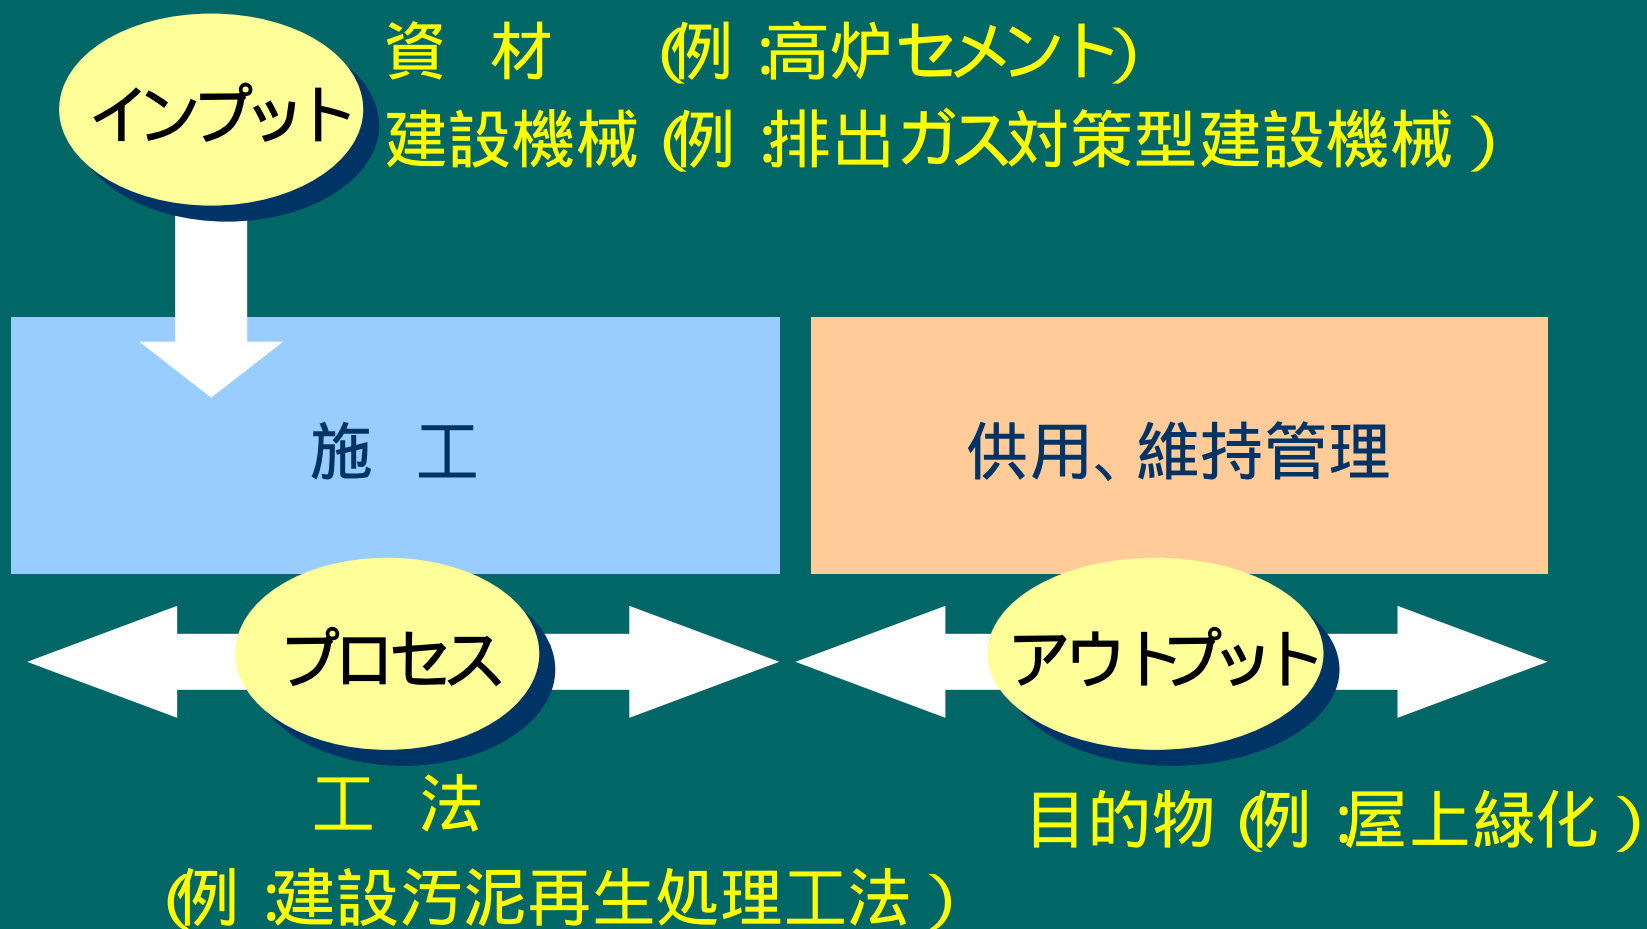 インプット
資　材　　(例：高炉セメント)
建設機械(例：排出ガス対策型建設機械)
施　工
供用、維持管理
プロセス
アウトプット
工　法
(例：建設汚泥再生処理工法)
目的物(例：屋上緑化)